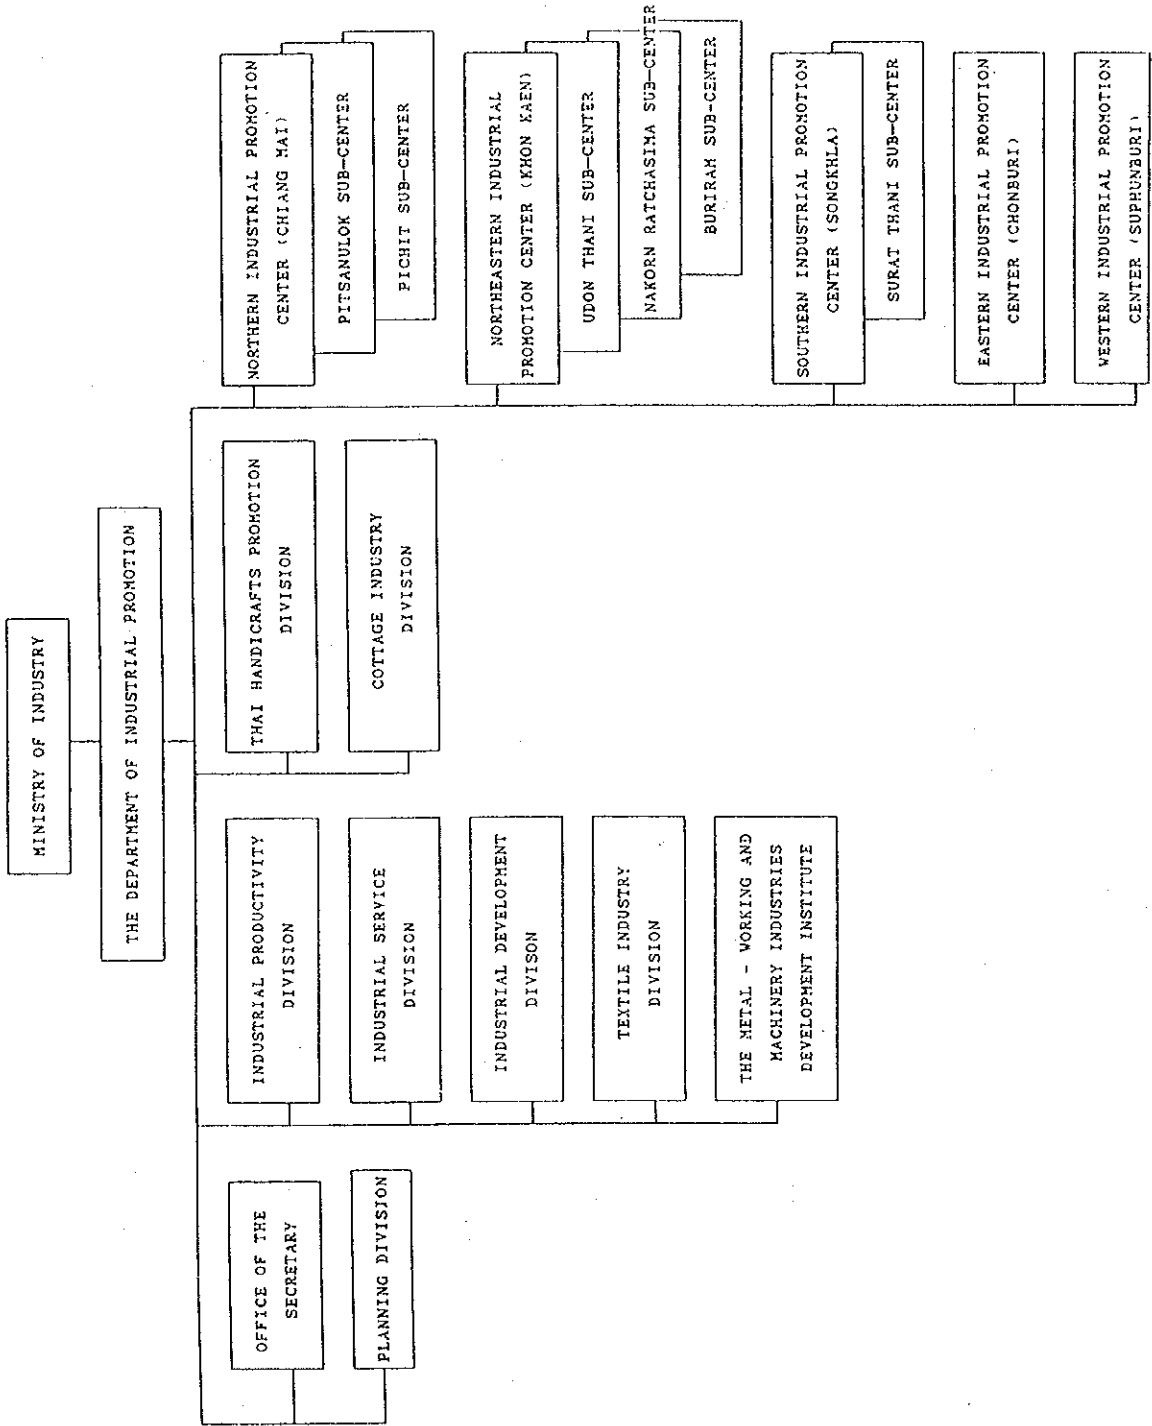 MINISTRY OF INDUSTRY
THE DEPARTMENT OF INDUSTRIAL PROMOTION
OFFICE OF THE
SECRETARY
PLANNING DIVISION
INDUSTRIAL PRODUCTIVITY
DIVISION
INDUSTRIAL SERVICE
DIVISION
INDUSTRIAL DEVELOPMENT
DIVISON
TEXTILE INDUSTRY
DIVISION
THE METAL - WORKING AND
MACHINERY INDUSTRIES
DEVELOPMENT INSTITUTE
THAI HANDICRAFTS PROMOTION
DIVISION
COTTAGE INDUSTRY
DIVISION
NORTHERN INDUSTRIAL PROMOTION
CENTER (CHIANG MAI)
PITSANULOK SUB-CENTER
PICHIT SUB-CENTER
NORTHEASTERN INDUSTRIAL
PROMOTION CENTER (KHON KAEN)
UDON THANI SUB-CENTER
NAKORN RATCHASIMA SUB-CENTER
BURIRAM SUB-CENTER
SOUTHERN INDUSTRIAL PROMOTION
CENTER (SONGKHLA)
SURAT THANI SUB-CENTER
EASTERN INDUSTRIAL PROMOTION
CENTER (CHONBURI)
WESTERN INDUSTRIAL PROMOTION
CENTER (SUPHUNBURI)